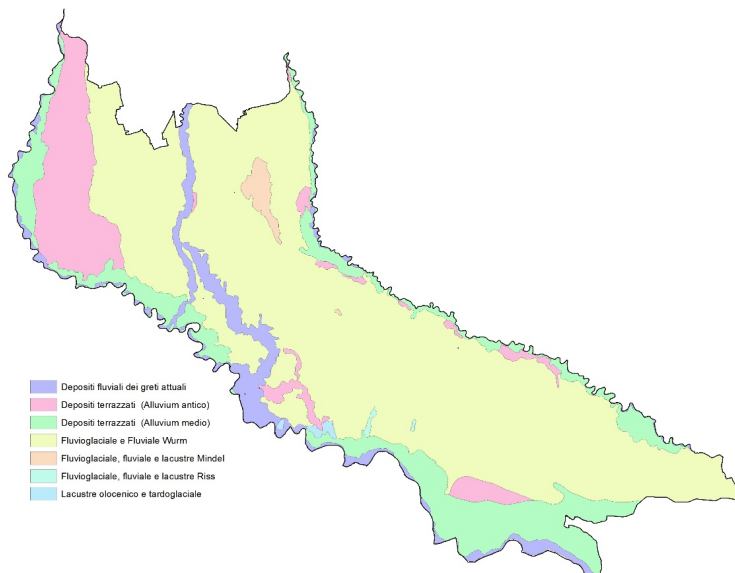 Depositi fluviali dei greti attuali
Depositi terrazzati (Alluvium antico)
Depositi terrazzati (Alluvium medio)
Fluvioglaciale e Fluviale Wurm
Fluvioglaciale, fluviale e lacustre Mindel
Fluvioglaciale, fluviale e lacustre Riss
Lacustre olocenico e tardoglaciale